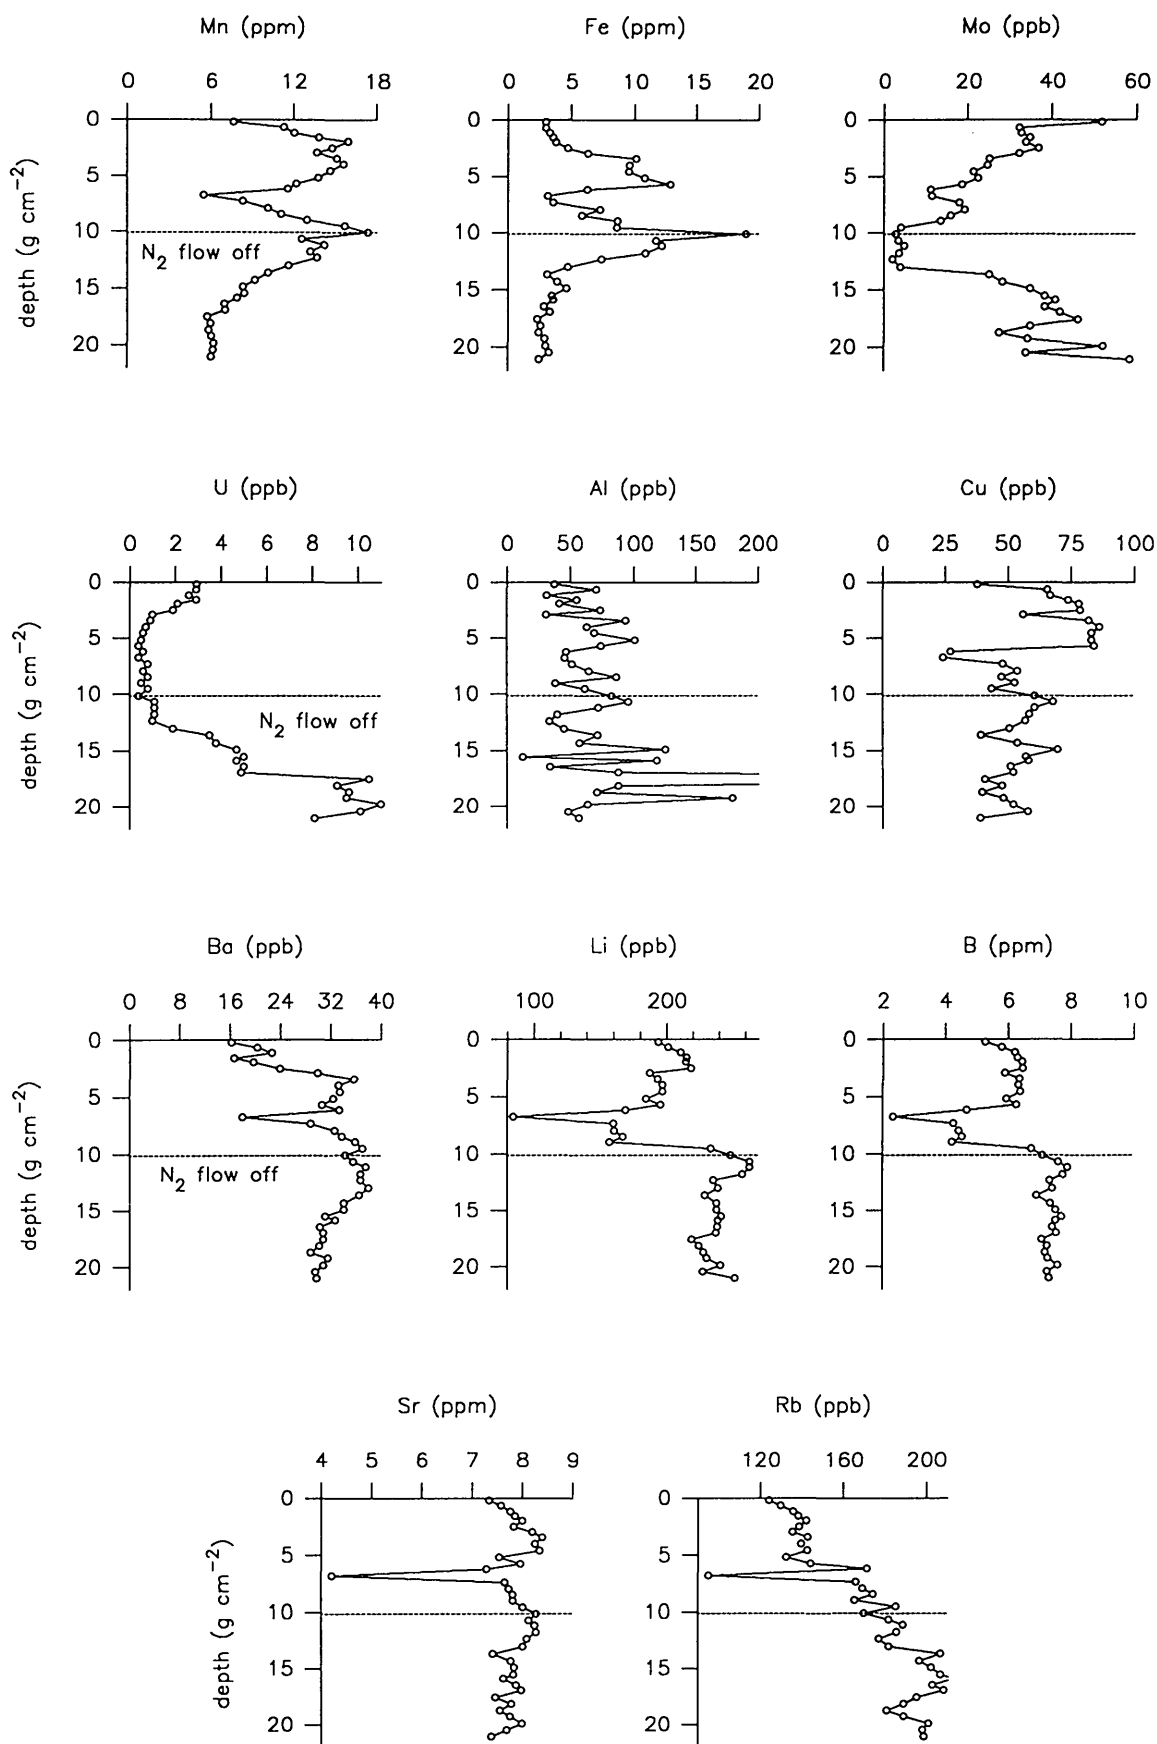 Mn (ppm) Fe (ppm) Mo (ppb)
0 6 12 18 0 5 10 15 20 0 20 40 60
0 0 0
5 5 5
10 10 10
N₂ flow off
15 15 15
20 20 20
depth (g cm⁻²)
U (ppb) Al (ppb) Cu (ppb)
0 2 4 6 8 10 0 50 100 150 200 0 25 50 75 100
0 0 0
5 5 5
10 10 10
N₂ flow off
15 15 15
20 20 20
depth (g cm⁻²)
Ba (ppb) Li (ppb) B (ppm)
0 8 16 24 32 40 100 200 2 4 6 8 10
0 0 0
5 5 5
10 10 10
N₂ flow off
15 15 15
20 20 20
depth (g cm⁻²)
Sr (ppm) Rb (ppb)
4 5 6 7 8 9 120 160 200
0 0
5 5
10 10
15 15
20 20
depth (g cm⁻²)